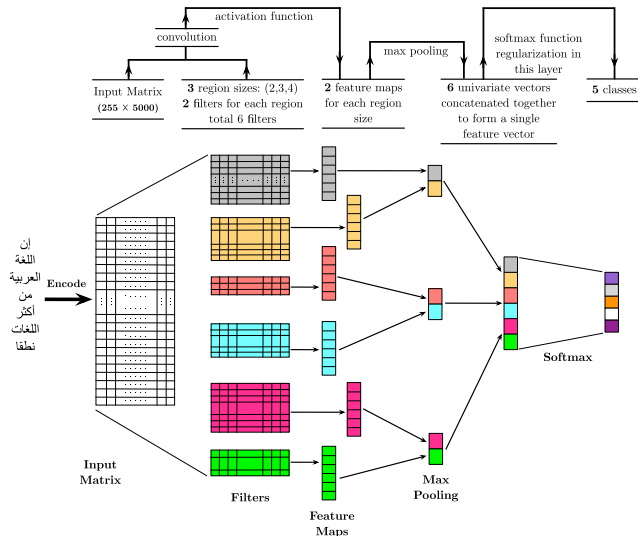 activation function
convolution
max pooling
softmax function
regularization in
this layer
Input Matrix
(255 × 5000)
3 region sizes: (2,3,4)
2 filters for each region
total 6 filters
2 feature maps
for each region
size
6 univariate vectors
concatenated together
to form a single
feature vector
5 classes
إن
اللغة
العربية
من
أكثر
اللغات
نطقا
Encode
Input
Matrix
Filters
Feature
Maps
Max
Pooling
Softmax